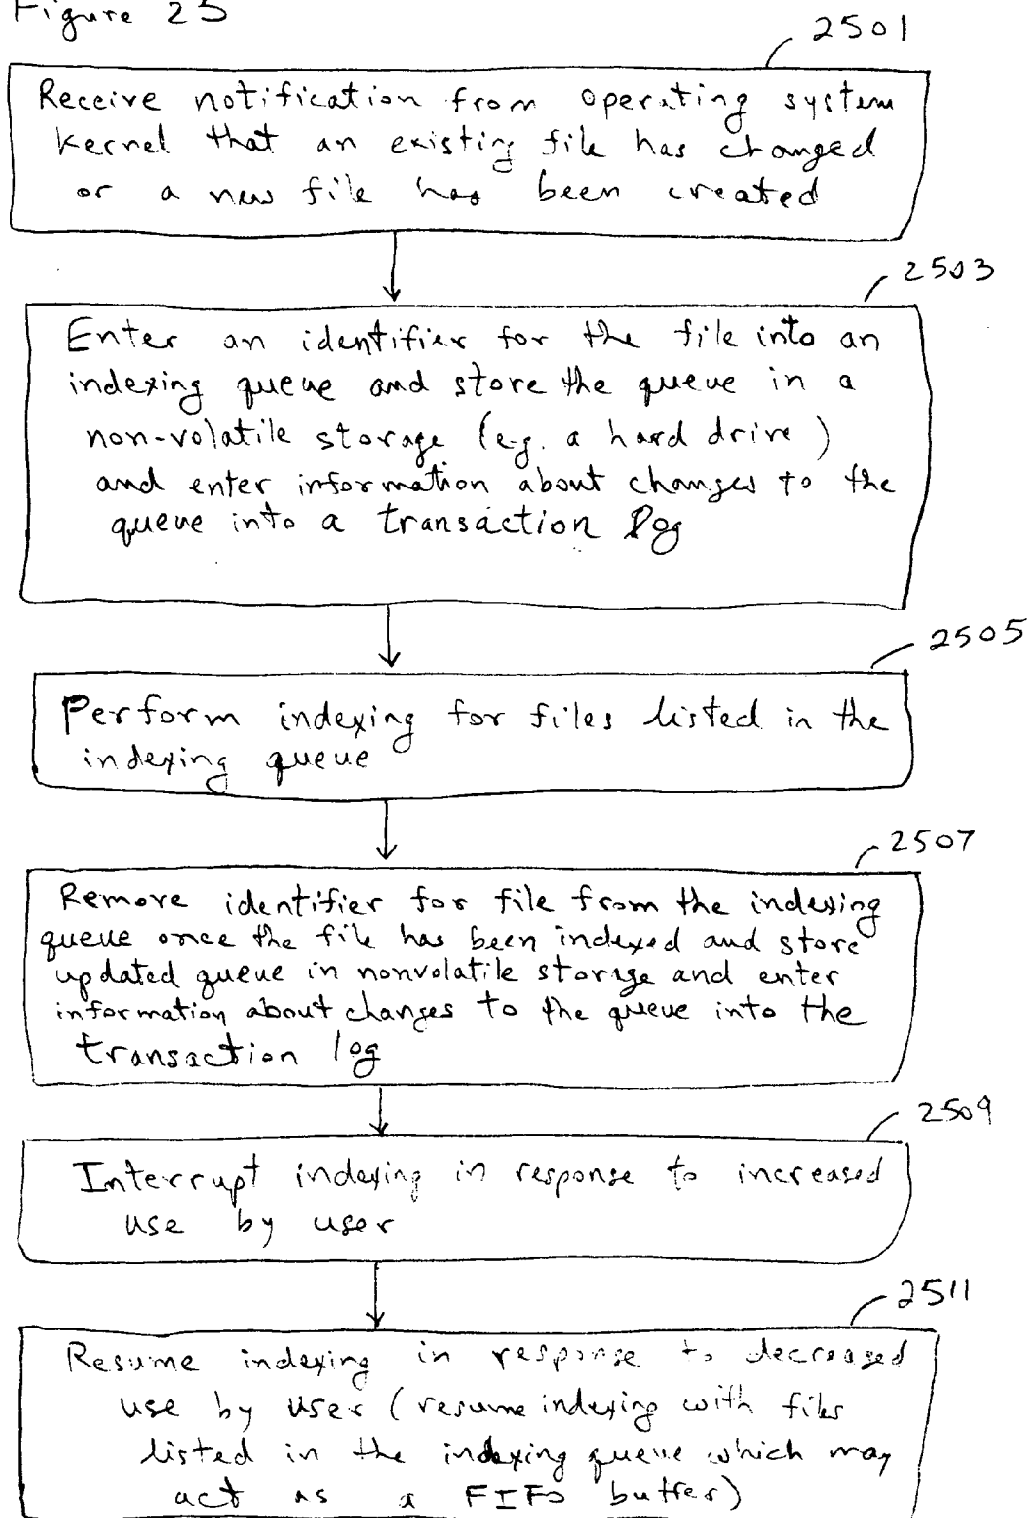 Figure 25
2501
Receive notification from operating system
kernel that an existing file has changed
or a new file has been created
2503
Enter an identifier for the file into an
indexing queue and store the queue in a
non-volatile storage (e.g. a hard drive)
and enter information about changes to the
queue into a transaction log
2505
Perform indexing for files listed in the
indexing queue
2507
Remove identifier for file from the indexing
queue once the file has been indexed and store
updated queue in nonvolatile storage and enter
information about changes to the queue into the
transaction log
2509
Interrupt indexing in response to increased
use by user
2511
Resume indexing in response to decreased
use by user (resume indexing with files
listed in the indexing queue which may
act as a FIFO buffer)